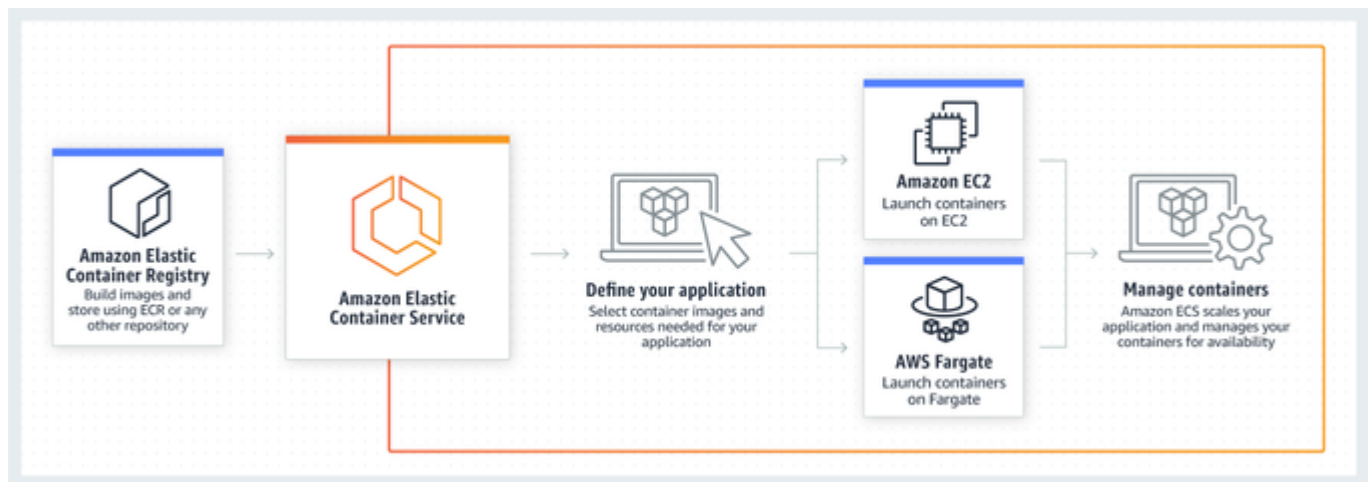 Amazon Elastic
Container Registry
Build images and
store using ECR or any
other repository
Amazon Elastic
Container Service
Define your application
Select container images and
resources needed for your
application
Amazon EC2
Launch containers
on EC2
AWS Fargate
Launch containers
on Fargate
Manage containers
Amazon ECS scales your
application and manages your
containers for availability